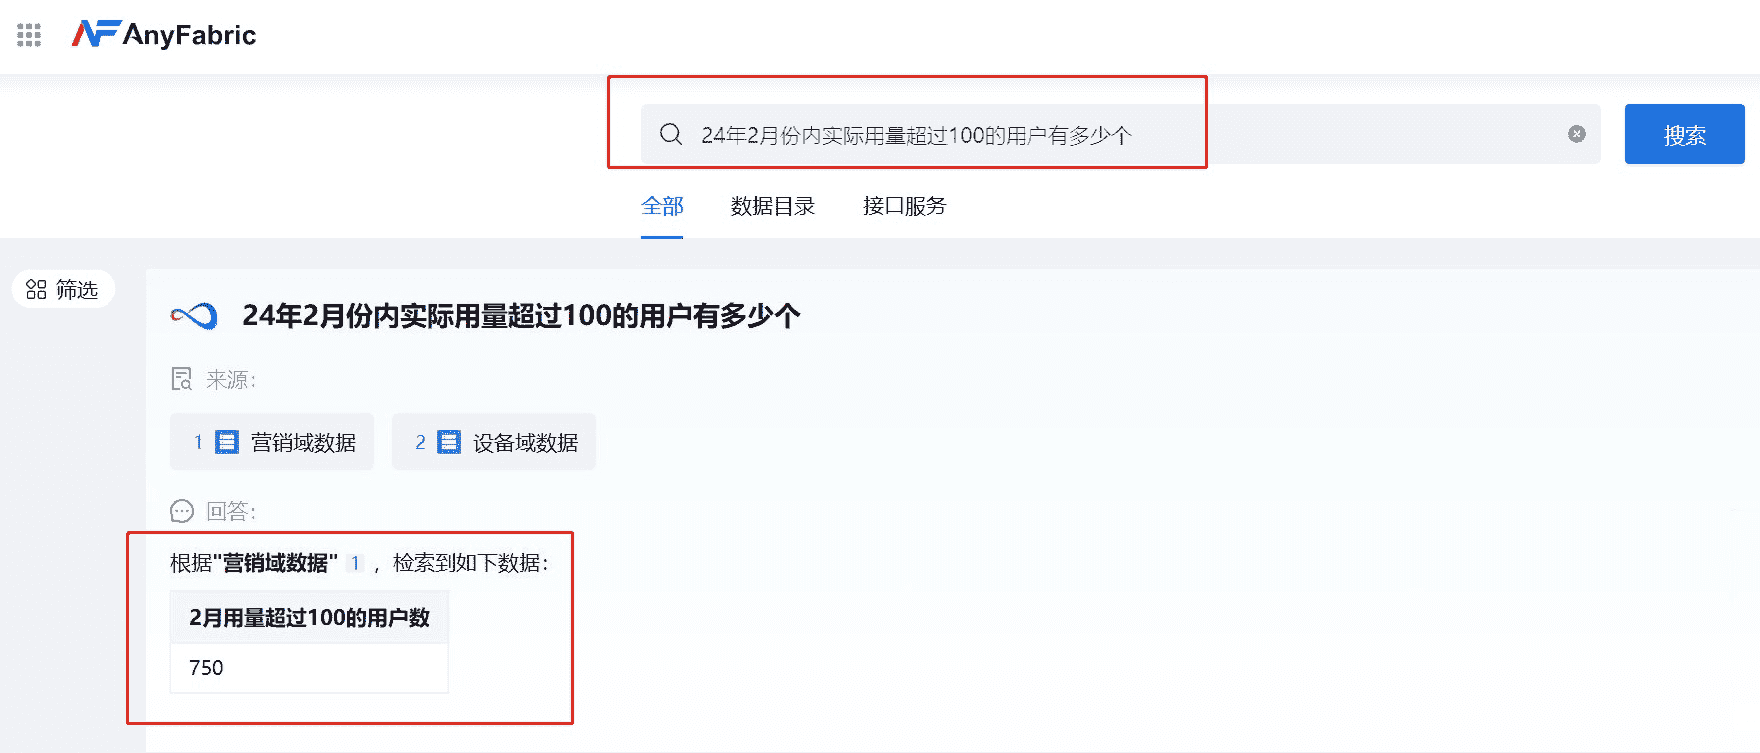 AnyFabric
24年2月份内实际用量超过100的用户有多少个
搜索
全部 数据目录 接口服务
筛选
24年2月份内实际用量超过100的用户有多少个
来源：
1 营销域数据 2 设备域数据
回答：
根据"营销域数据" 1 ，检索到如下数据：
2月用量超过100的用户数
750